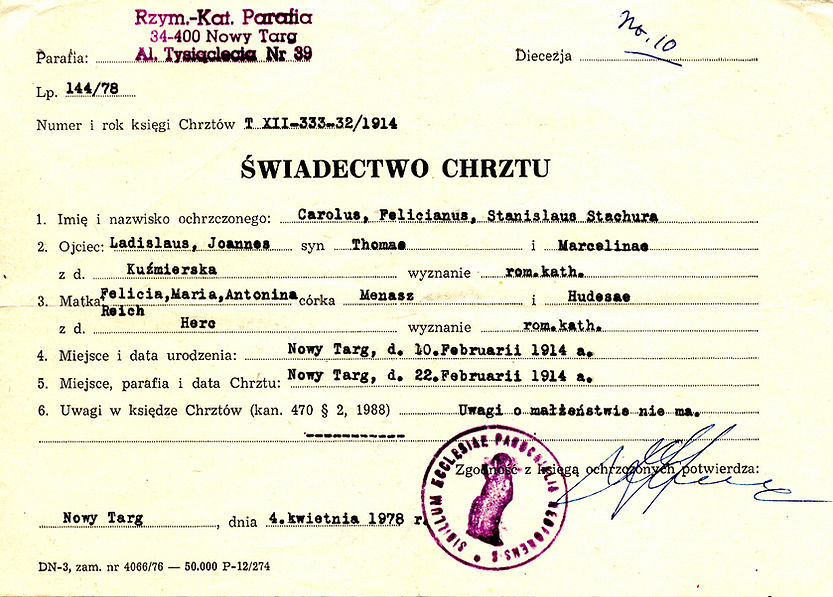 Rzym.-Kat. Parafia
34-400 Nowy Targ
Parafia: Al. Tysiąclecia Nr 39
Diecezja No. 10
Lp. 144/78
Numer i rok księgi Chrztów T XII-333-32/1914
ŚWIADECTWO CHRZTU
1. Imię i nazwisko ochrzczonego: Carolus, Felicianus, Stanislaus Stachura
2. Ojciec: Ladislaus, Joannes syn Thomae i Marcelinae
z d. Kuźmierska wyznanie rom.kath.
3. Matka Felicia,Maria,Antonina Reich córka Menasz i Hudesae
z d. Herc wyznanie rom.kath.
4. Miejsce i data urodzenia: Nowy Targ, d. 10.Februarii 1914 a.
5. Miejsce, parafia i data Chrztu: Nowy Targ, d. 22.Februarii 1914 a.
6. Uwagi w księdze Chrztów (kan. 470 § 2, 1988) Uwagi o małżeństwie nie ma.
Zgodność z księgą ochrzczonych potwierdza:
SIGILLUM ECCLESIAE PAROCHIALIS
Nowy Targ, dnia 4.kwietnia 1978 r.
DN-3, zam. nr 4066/76 — 50.000 P-12/274